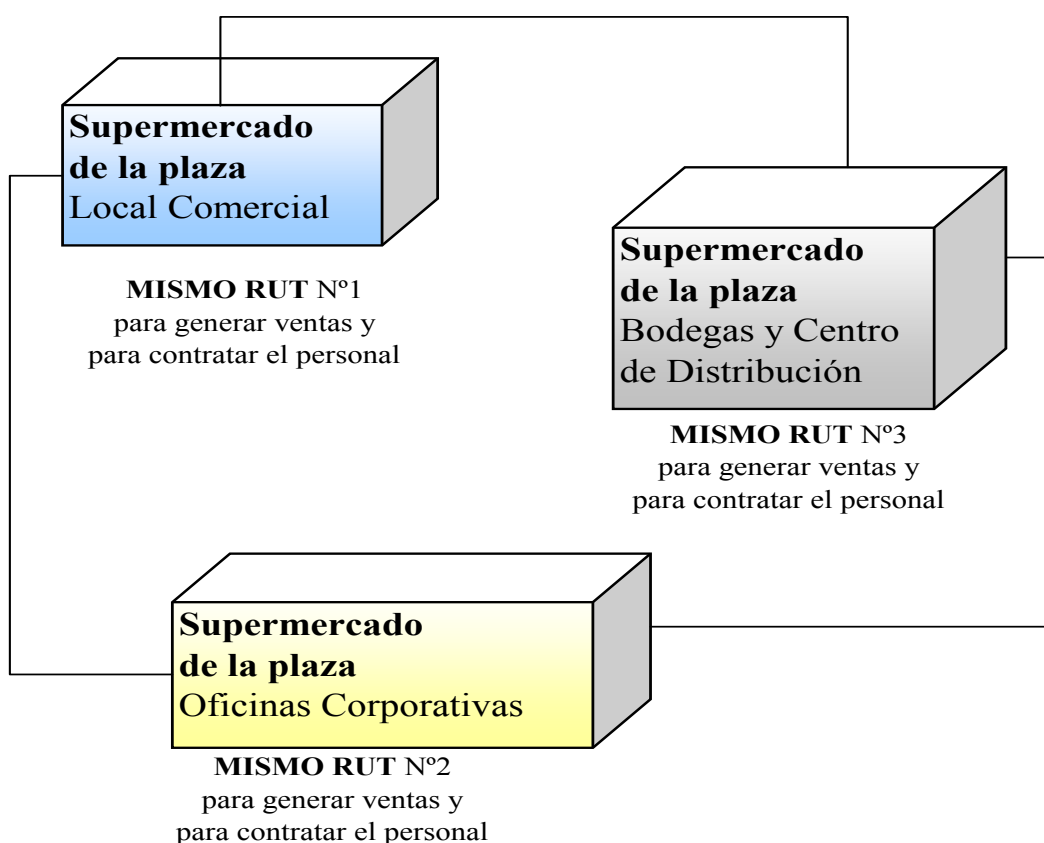 Supermercado
de la plaza
Local Comercial
MISMO RUT Nº1
para generar ventas y
para contratar el personal
Supermercado
de la plaza
Bodegas y Centro
de Distribución
MISMO RUT Nº3
para generar ventas y
para contratar el personal
Supermercado
de la plaza
Oficinas Corporativas
MISMO RUT Nº2
para generar ventas y
para contratar el personal